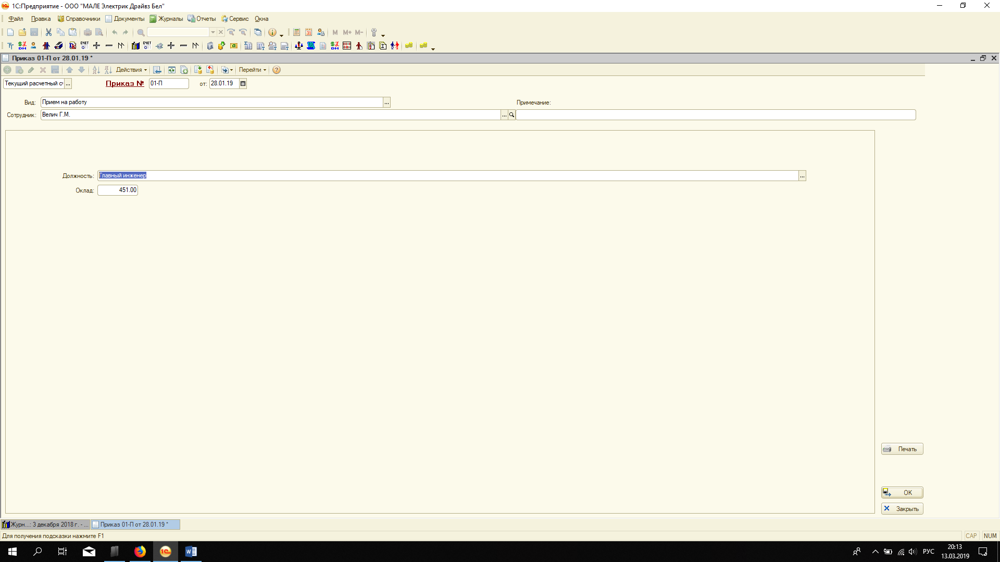 1С:Предприятие - ООО "МАЛЕ Электрик Драйвз Бел"
Файл Правка Справочники Документы Журналы Отчеты Сервис Окна
M M+ M-
Приказ 01-П от 28.01.19 *
Действия Перейти
Текущий расчетный сч ... Приказ № 01-П от: 28.01.19
Вид: Прием на работу ... Примечание:
Сотрудник: Велич Г.М. ...
Должность: Главный инженер ...
Оклад: 451.00
Печать
OK
Закрыть
Журн...: 3 декабря 2018 г. - ... Приказ 01-П от 28.01.19 *
Для получения подсказки нажмите F1 CAP NUM
РУС 20:13
13.03.2019